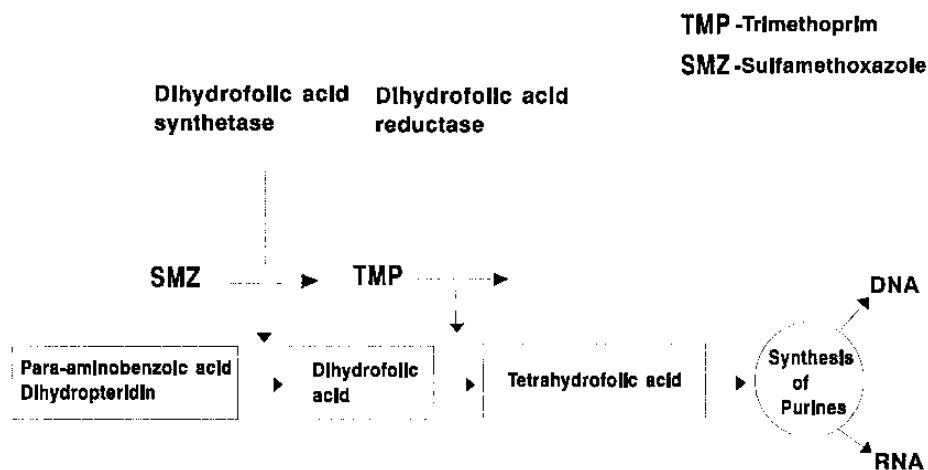 TMP -Trimethoprim
SMZ -Sulfamethoxazole
Dihydrofolic acid synthetase
Dihydrofolic acid reductase
SMZ
TMP
DNA
Para-aminobenzoic acid
Dihydropteridin
Dihydrofolic
acid
Tetrahydrofolic acid
Synthesis
of
Purines
RNA